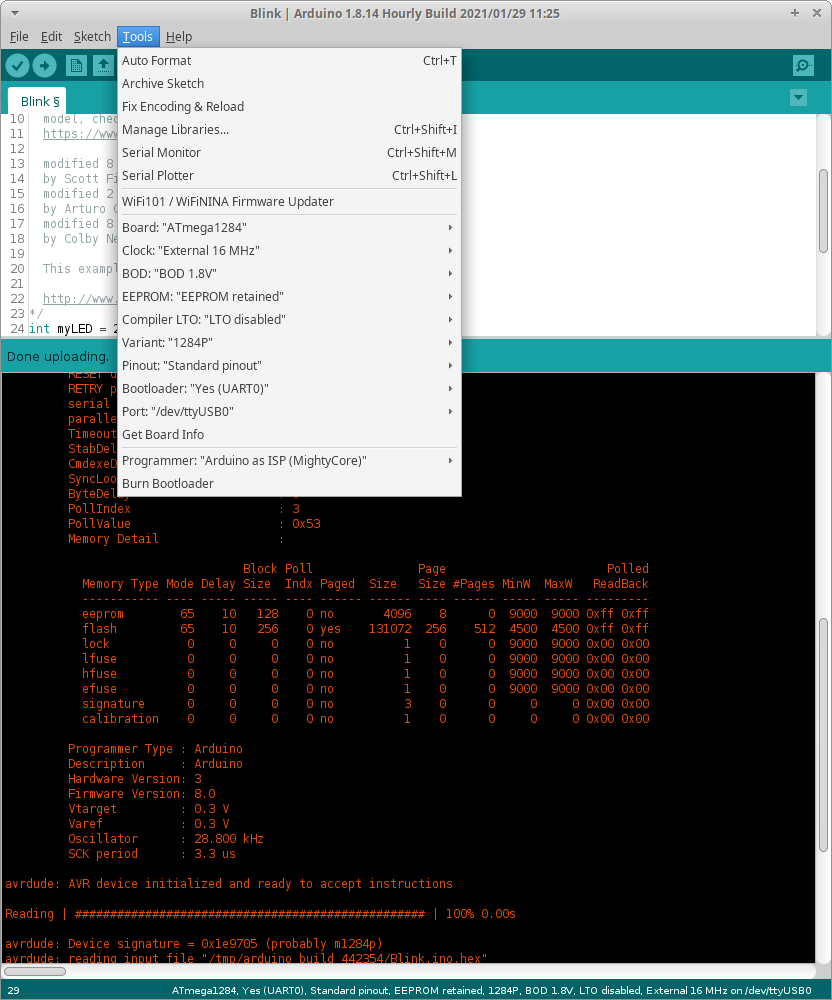 Blink | Arduino 1.8.14 Hourly Build 2021/01/29 11:25
File Edit Sketch Tools Help
Auto Format Ctrl+T
Archive Sketch
Fix Encoding & Reload
Manage Libraries... Ctrl+Shift+I
Serial Monitor Ctrl+Shift+M
Serial Plotter Ctrl+Shift+L
WiFi101 / WiFiNINA Firmware Updater
Board: "ATmega1284"
Clock: "External 16 MHz"
BOD: "BOD 1.8V"
EEPROM: "EEPROM retained"
Compiler LTO: "LTO disabled"
Variant: "1284P"
Pinout: "Standard pinout"
Bootloader: "Yes (UART0)"
Port: "/dev/ttyUSB0"
Get Board Info
Programmer: "Arduino as ISP (MightyCore)"
Burn Bootloader
Blink §
10 model, chec
11 https://www
12
13 modified 8
14 by Scott Fi
15 modified 2
16 by Arturo
17 modified 8
18 by Colby Ne
19
20 This exampl
21
22 http://www.
23 */
24 int myLED = 2
Done uploading.
RESET
RETRY p
serial
paralle
Timeout
StabDel
CmdexeD
SyncLoo
ByteDel
PollIndex : 3
PollValue : 0x53
Memory Detail :
Block Poll Page Polled
Memory Type Mode Delay Size Indx Paged Size Size #Pages MinW MaxW ReadBack
----------- ---- ----- ----- ---- ------ ------ ---- ------ ----- ----- ---------
eeprom 65 10 128 0 no 4096 8 0 9000 9000 0xff 0xff
flash 65 10 256 0 yes 131072 256 512 4500 4500 0xff 0xff
lock 0 0 0 0 no 1 0 0 9000 9000 0x00 0x00
lfuse 0 0 0 0 no 1 0 0 9000 9000 0x00 0x00
hfuse 0 0 0 0 no 1 0 0 9000 9000 0x00 0x00
efuse 0 0 0 0 no 1 0 0 9000 9000 0x00 0x00
signature 0 0 0 0 no 3 0 0 0 0 0x00 0x00
calibration 0 0 0 0 no 1 0 0 0 0 0x00 0x00
Programmer Type : Arduino
Description : Arduino
Hardware Version: 3
Firmware Version: 8.0
Vtarget : 0.3 V
Varef : 0.3 V
Oscillator : 28.800 kHz
SCK period : 3.3 us
avrdude: AVR device initialized and ready to accept instructions
Reading | ################################################## | 100% 0.00s
avrdude: Device signature = 0x1e9705 (probably m1284p)
avrdude: reading input file "/tmp/arduino_build_442354/Blink.ino.hex"
29 ATmega1284, Yes (UART0), Standard pinout, EEPROM retained, 1284P, BOD 1.8V, LTO disabled, External 16 MHz on /dev/ttyUSB0